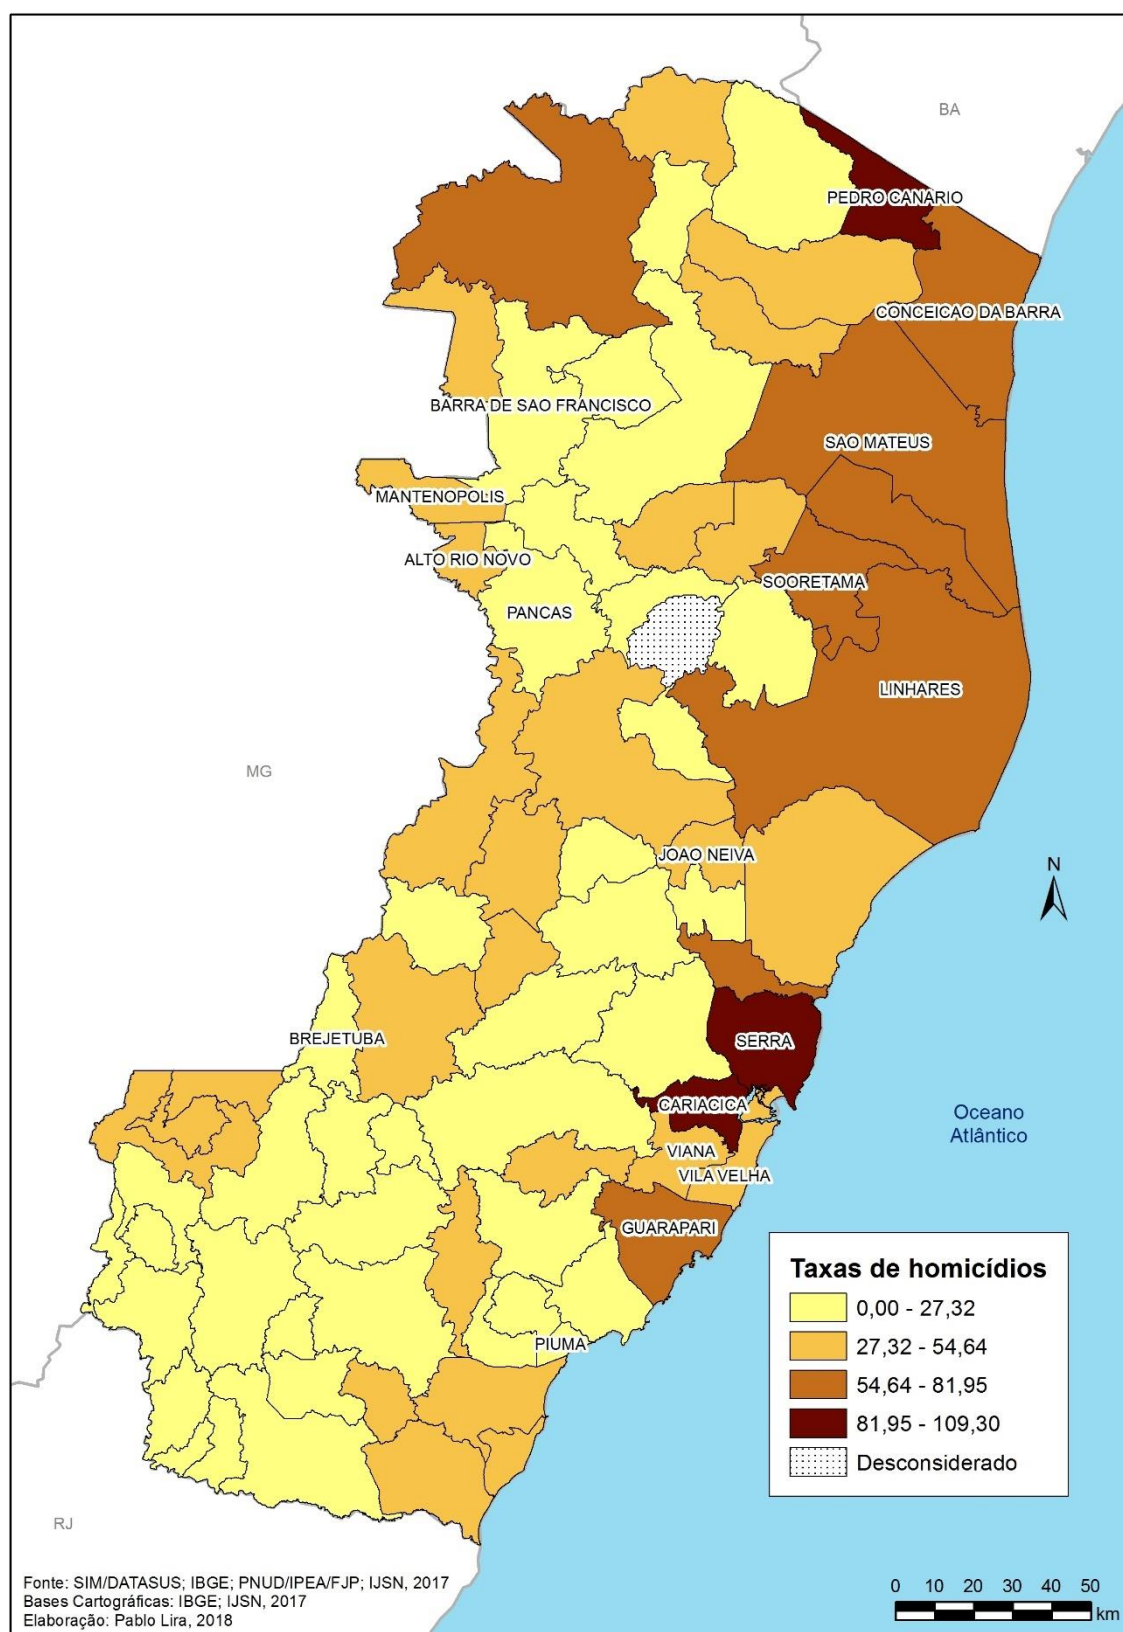 BA
PEDRO CANARIO
CONCEICAO DA BARRA
BARRA DE SAO FRANCISCO
SAO MATEUS
MANTENOPOLIS
ALTO RIO NOVO
SOORETAMA
PANCAS
LINHARES
MG
JOAO NEIVA
N
BREJETUBA
SERRA
CARIACICA
Oceano
Atlântico
VIANA
VILA VELHA
GUARAPARI
Taxas de homicídios
0,00 - 27,32
27,32 - 54,64
54,64 - 81,95
81,95 - 109,30
Desconsiderado
PIUMA
RJ
Fonte: SIM/DATASUS; IBGE; PNUD/IPEA/FJP; IJSN, 2017
Bases Cartográficas: IBGE; IJSN, 2017
Elaboração: Pablo Lira, 2018
0 10 20 30 40 50
km